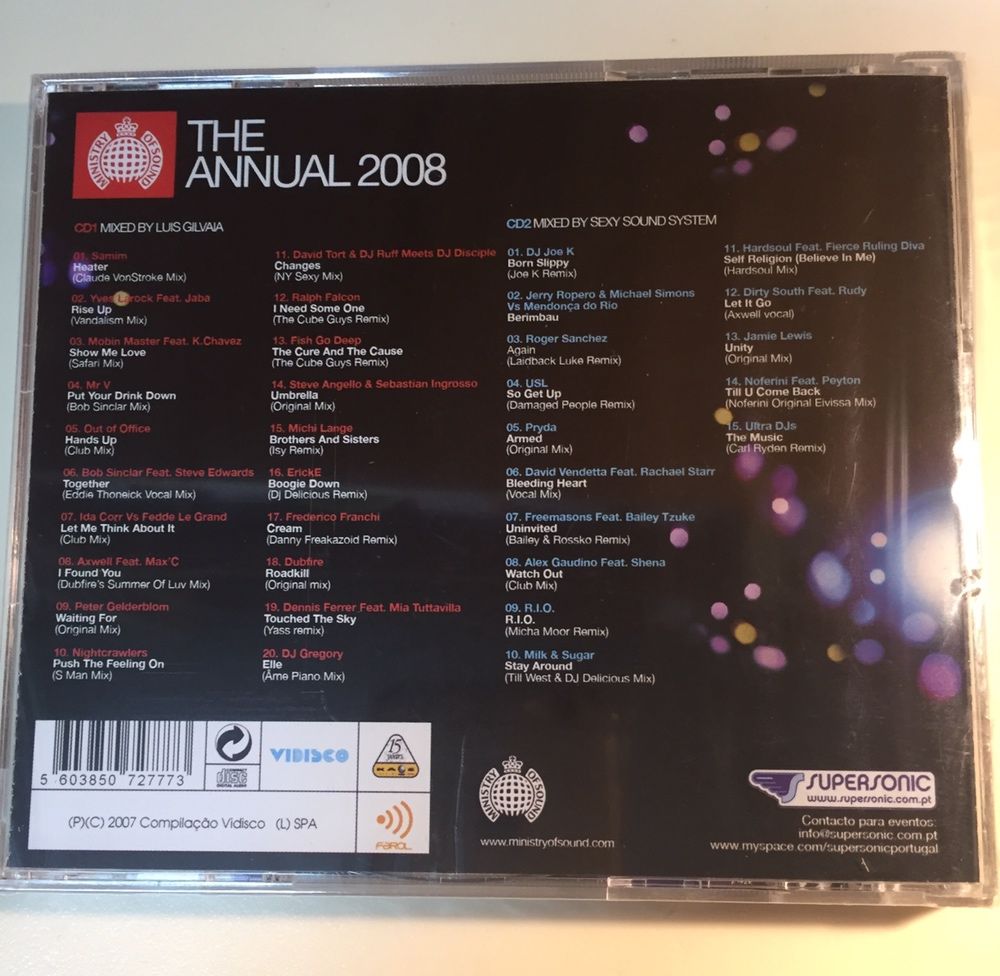 MINISTRY OF SOUND
THE
ANNUAL 2008
CD1 MIXED BY LUIS GILVAIA
01. Samim
Heater
(Claude VonStroke Mix)
02. Yves Larock Feat. Jaba
Rise Up
(Vandalism Mix)
03. Mobin Master Feat. K.Chavez
Show Me Love
(Safari Mix)
04. Mr V
Put Your Drink Down
(Bob Sinclar Mix)
05. Out of Office
Hands Up
(Club Mix)
06. Bob Sinclar Feat. Steve Edwards
Together
(Eddie Thoneick Vocal Mix)
07. Ida Corr Vs Fedde Le Grand
Let Me Think About It
(Club Mix)
08. Axwell Feat. Max'C
I Found You
(Dubfire's Summer Of Luv Mix)
09. Peter Gelderblom
Waiting For
(Original Mix)
10. Nightcrawlers
Push The Feeling On
(S Man Mix)
11. David Tort & DJ Ruff Meets DJ Disciple
Changes
(NY Sexy Mix)
12. Ralph Falcon
I Need Some One
(The Cube Guys Remix)
13. Fish Go Deep
The Cure And The Cause
(The Cube Guys Remix)
14. Steve Angello & Sebastian Ingrosso
Umbrella
(Original Mix)
15. Michi Lange
Brothers And Sisters
(Isy Remix)
16. ErickE
Boogie Down
(Dj Delicious Remix)
17. Frederico Franchi
Cream
(Danny Freakazoid Remix)
18. Dubfire
Roadkill
(Original mix)
19. Dennis Ferrer Feat. Mia Tuttavilla
Touched The Sky
(Yass remix)
20. DJ Gregory
Elle
(Âme Piano Mix)
CD2 MIXED BY SEXY SOUND SYSTEM
01. DJ Joe K
Born Slippy
(Joe K Remix)
02. Jerry Ropero & Michael Simons
Vs Mendonça do Rio
Berimbau
03. Roger Sanchez
Again
(Laidback Luke Remix)
04. USL
So Get Up
(Damaged People Remix)
05. Pryda
Armed
(Original Mix)
06. David Vendetta Feat. Rachael Starr
Bleeding Heart
(Vocal Mix)
07. Freemasons Feat. Bailey Tzuke
Uninvited
(Bailey & Rossko Remix)
08. Alex Gaudino Feat. Shena
Watch Out
(Club Mix)
09. R.I.O.
R.I.O.
(Micha Moor Remix)
10. Milk & Sugar
Stay Around
(Till West & DJ Delicious Mix)
11. Hardsoul Feat. Fierce Ruling Diva
Self Religion (Believe In Me)
(Hardsoul Mix)
12. Dirty South Feat. Rudy
Let It Go
(Axwell vocal)
13. Jamie Lewis
Unity
(Original Mix)
14. Noferini Feat. Peyton
Till U Come Back
(Noferini Original Eivissa Mix)
15. Ultra DJs
The Music
(Carl Ryden Remix)
5 603850 727773
COMPACT
disc
DIGITAL AUDIO
VIDISCO
15
(P)(C) 2007 Compilação Vidisco (L) SPA
FAROL
MINISTRY OF SOUND
www.ministryofsound.com
SUPERSONIC
www.supersonic.com.pt
Contacto para eventos:
info@supersonic.com.pt
www.myspace.com/supersonicportugal